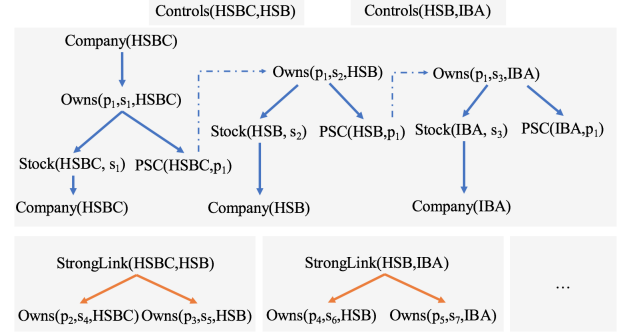 Controls(HSBC,HSB) Controls(HSB,IBA)
Company(HSBC)
Owns(p₁,s₁,HSBC) Owns(p₁,s₂,HSB) Owns(p₁,s₃,IBA)
Stock(HSBC, s₁) PSC(HSBC,p₁) Stock(HSB, s₂) PSC(HSB,p₁) Stock(IBA, s₃) PSC(IBA,p₁)
Company(HSBC) Company(HSB) Company(IBA)
StrongLink(HSBC,HSB) StrongLink(HSB,IBA)
...
Owns(p₂,s₄,HSBC) Owns(p₃,s₅,HSB) Owns(p₄,s₆,HSB) Owns(p₅,s₇,IBA)